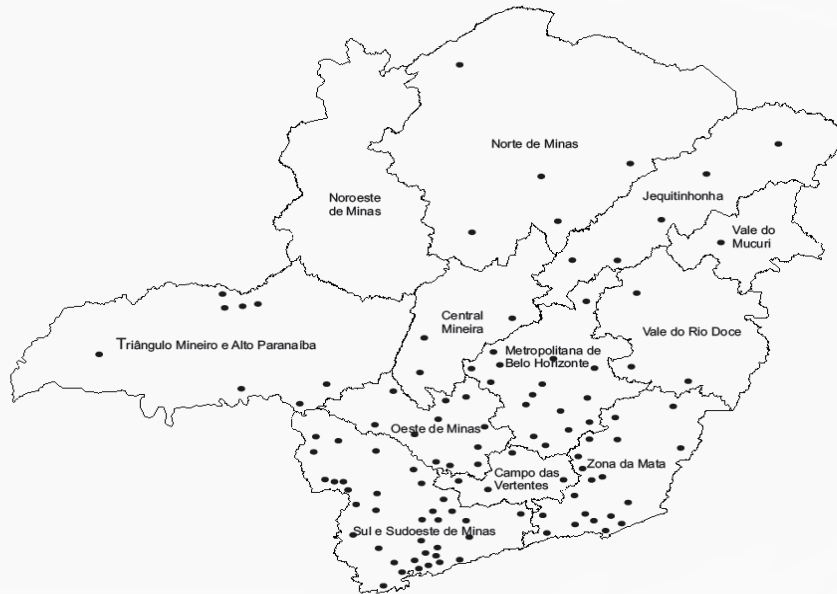 Norte de Minas
Jequitinhonha
Noroeste
de Minas
Vale do
Mucuri
Central
Mineira
Triângulo Mineiro e Alto Paranaíba
Vale do Rio Doce
Metropolitana de
Belo Horizonte
Oeste de Minas
Campo das
Vertentes
Zona da Mata
Sul e Sudoeste de Minas